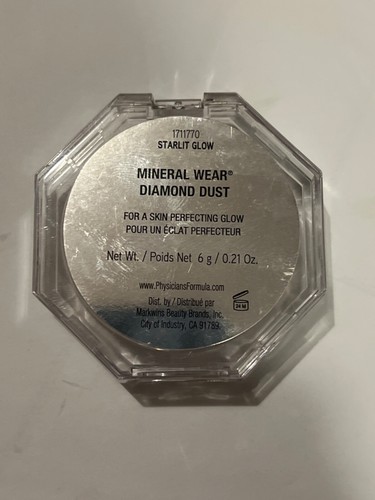 1711770
STARLIT GLOW
MINERAL WEAR®
DIAMOND DUST
FOR A SKIN PERFECTING GLOW
POUR UN ÉCLAT PERFECTEUR
Net Wt. / Poids Net 6 g / 0.21 Oz.
www.PhysiciansFormula.com
Dist. by / Distribué par
Markwins Beauty Brands, Inc.
City of Industry, CA 91789